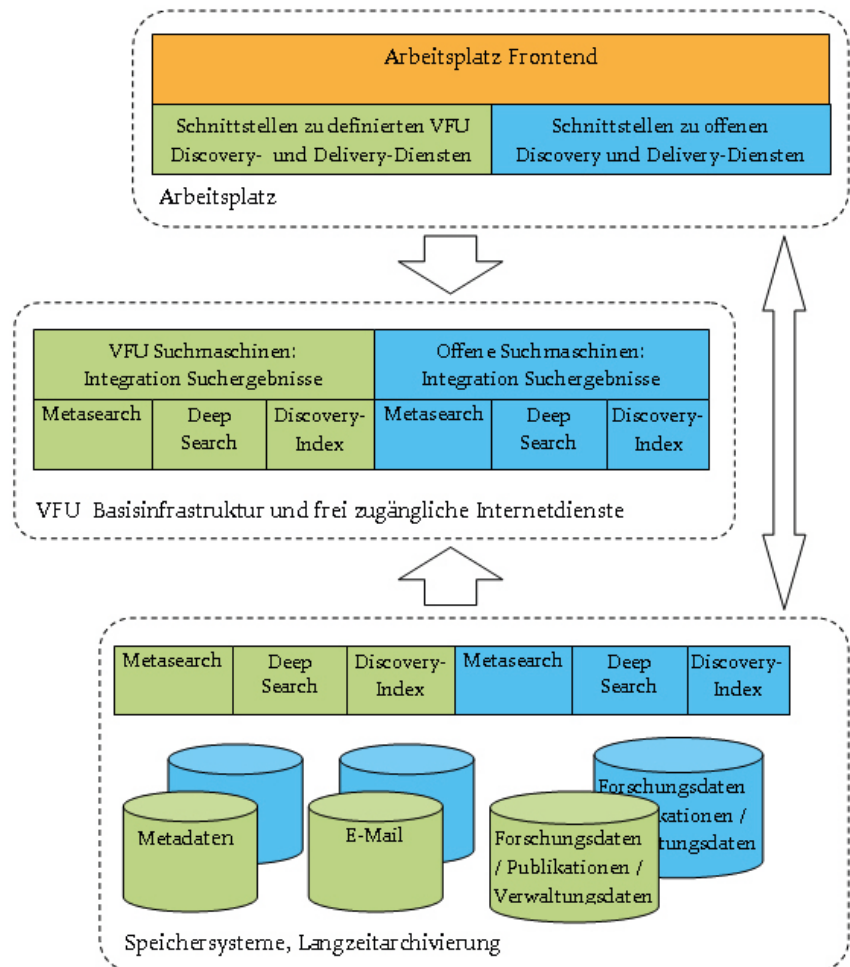 Arbeitsplatz Frontend
Schnittstellen zu definierten VFU
Discovery- und Delivery-Diensten
Schnittstellen zu offenen
Discovery und Delivery-Diensten
Arbeitsplatz
VFU Suchmaschinen:
Integration Suchergebnisse
Offene Suchmaschinen:
Integration Suchergebnisse
Metasearch
Deep
Search
Discovery-
Index
Metasearch
Deep
Search
Discovery-
Index
VFU Basisinfrastruktur und frei zugängliche Internetdienste
Metasearch
Deep
Search
Discovery-
Index
Metasearch
Deep
Search
Discovery-
Index
Metadaten
E-Mail
Forschungsdaten
/ Publikationen /
Verwaltungsdaten
Forschungsdaten
kationen /
tungsdaten
Speichersysteme, Langzeitarchivierung